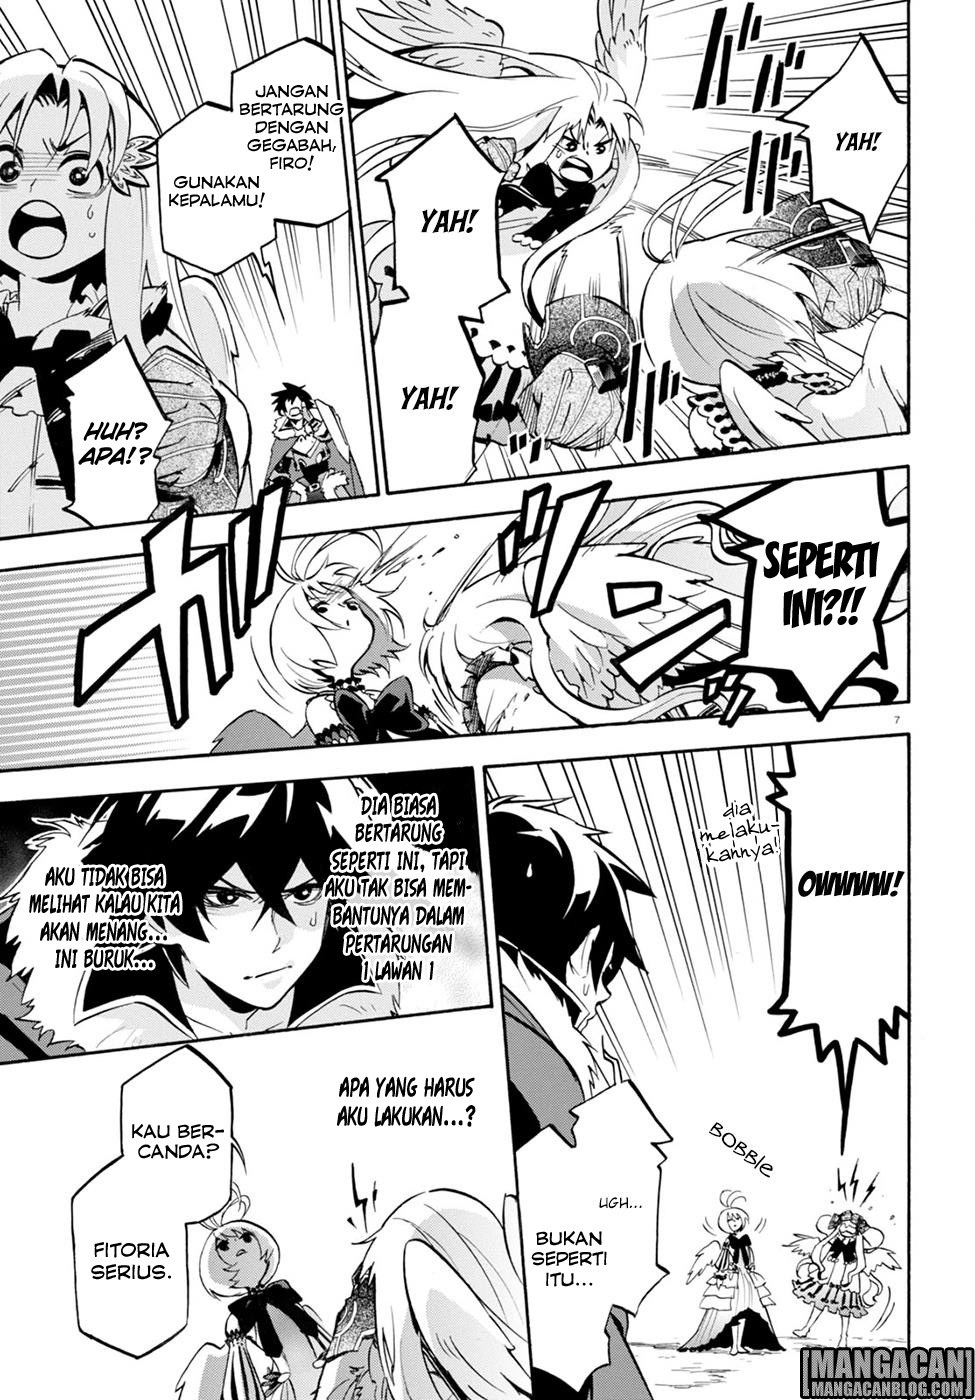 YAH!
YAH!
YAH!
JANGAN
BERTARUNG
DENGAN
GEGABAH,
FIRO!
GUNAKAN
KEPALAMU!
HUH?
APA!?
SEPERTI
INI?!!
ガガッ
7
OWWWW!
dia
melaku-
kannya!
BOBBle
UGH...
BUKAN
SEPERTI
ITU...
DIA BIASA
BERTARUNG
SEPERTI INI, TAPI
AKU TAK BISA MEM-
BANTUNYA DALAM
PERTARUNGAN
1 LAWAN 1
AKU TIDAK BISA
MELIHAT KALAU KITA
AKAN MENANG...
INI BURUK...
APA YANG HARUS
AKU LAKUKAN...?
KAU BER-
CANDA?
FITORIA
SERIUS.
[MANGACAN]
MANGACANBLOG.COM